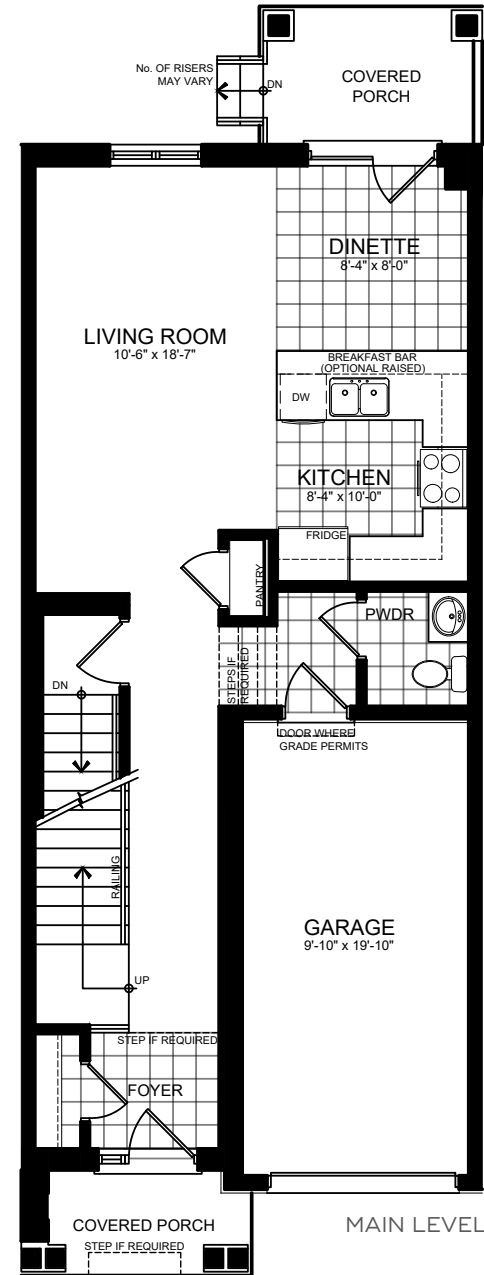 No. OF RISERS
MAY VARY
DN
COVERED
PORCH
DINETTE
8'-4" x 8'-0"
LIVING ROOM
10'-6" x 18'-7"
BREAKFAST BAR
(OPTIONAL RAISED)
DW
KITCHEN
8'-4" x 10'-0"
FRIDGE
PANTRY
PWDR
STEPS IF
REQUIRED
DN
DOOR WHERE
GRADE PERMITS
RAILING
GARAGE
9'-10" x 19'-10"
UP
STEP IF REQUIRED
FOYER
COVERED PORCH
STEP IF REQUIRED
MAIN LEVEL